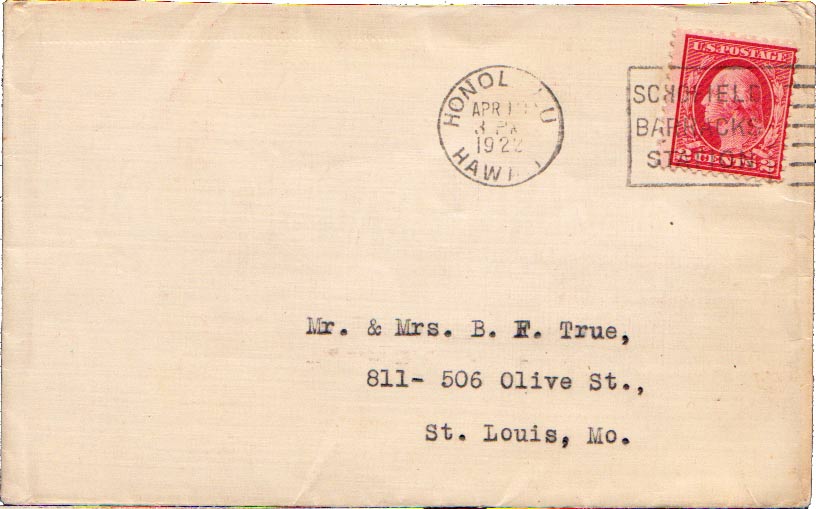 U.S. POSTAGE
2 CENTS 2
HONOLULU
APR
3 PM
1922
HAWAII
SCHOFIELD
BARRACKS
STATION
Mr. & Mrs. B. F. True,
811- 506 Olive St.,
St. Louis, Mo.